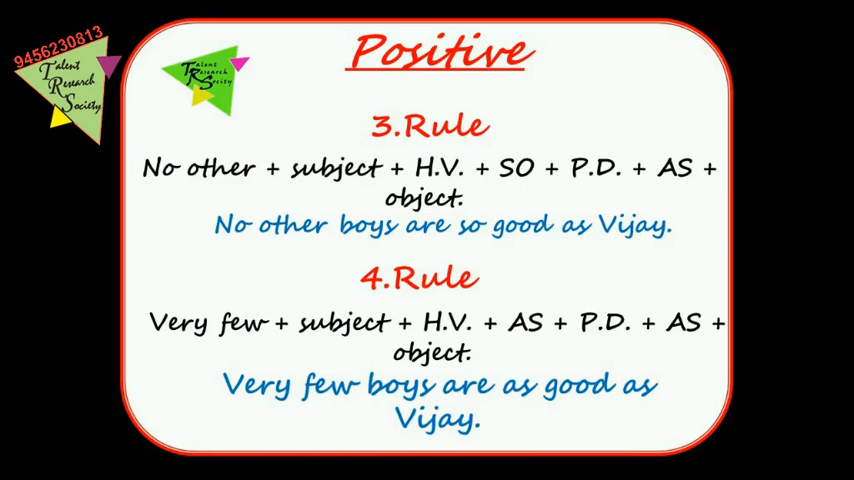 9456230813
Talent
Research
Society
Talent
Research
Society
Positive
3.Rule
No other + subject + H.V. + SO + P.D. + AS +
object.
No other boys are so good as Vijay.
4.Rule
Very few + subject + H.V. + AS + P.D. + AS +
object.
Very few boys are as good as
Vijay.